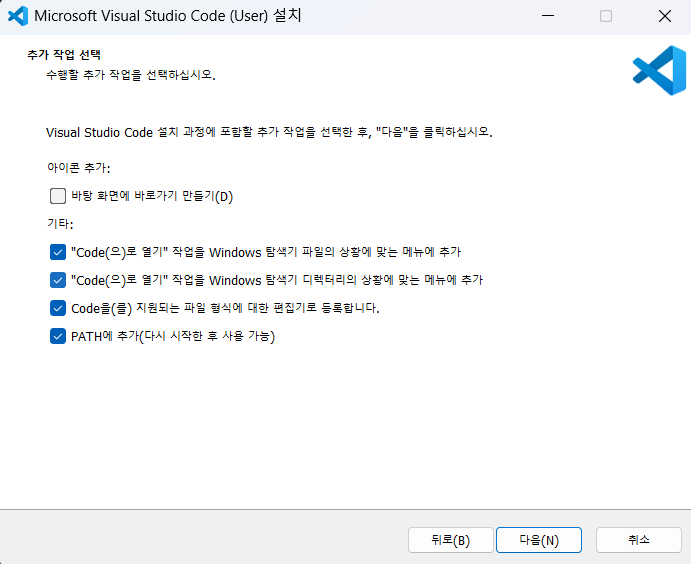 Microsoft Visual Studio Code (User) 설치
추가 작업 선택
수행할 추가 작업을 선택하십시오.
Visual Studio Code 설치 과정에 포함할 추가 작업을 선택한 후, "다음"을 클릭하십시오.
아이콘 추가:
바탕 화면에 바로가기 만들기(D)
기타:
"Code(으)로 열기" 작업을 Windows 탐색기 파일의 상황에 맞는 메뉴에 추가
"Code(으)로 열기" 작업을 Windows 탐색기 디렉터리의 상황에 맞는 메뉴에 추가
Code을(를) 지원되는 파일 형식에 대한 편집기로 등록합니다.
PATH에 추가(다시 시작한 후 사용 가능)
뒤로(B) 다음(N) 취소